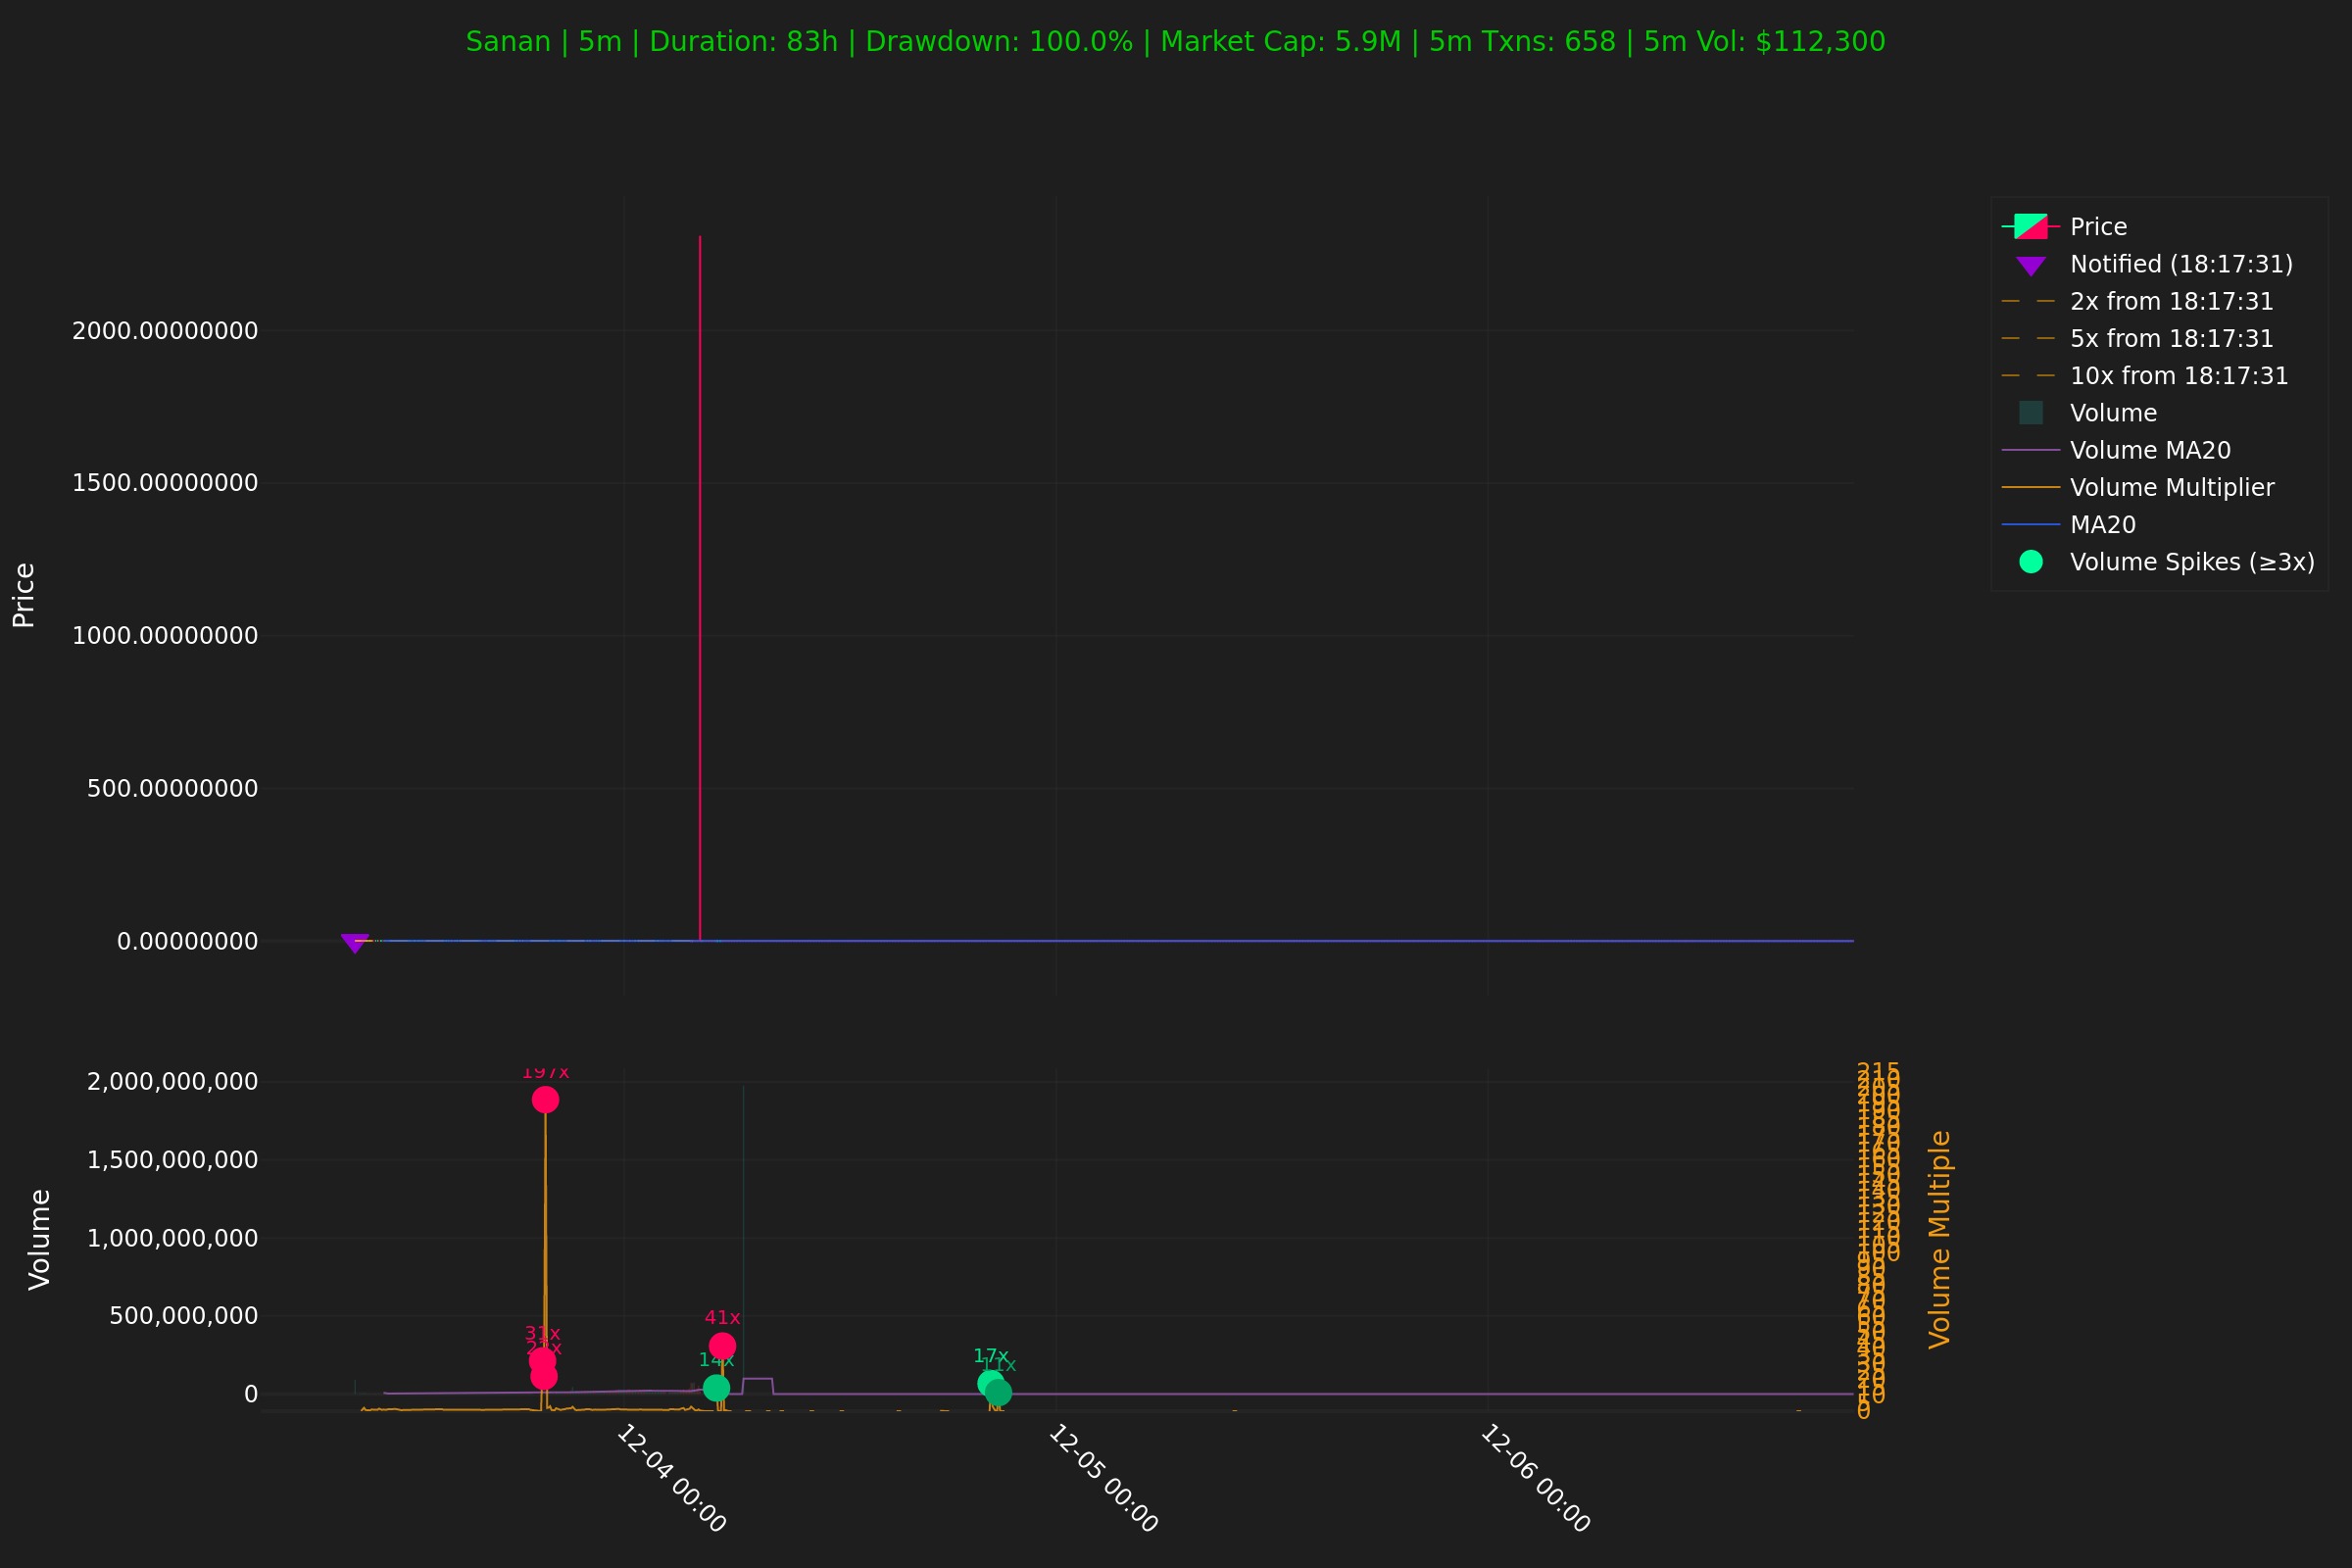 Sanan | 5m | Duration: 83h | Drawdown: 100.0% | Market Cap: 5.9M | 5m Txns: 658 | 5m Vol: $112,300
Price
Notified (18:17:31)
2x from 18:17:31
5x from 18:17:31
10x from 18:17:31
Volume
Volume MA20
Volume Multiplier
MA20
Volume Spikes (≥3x)
Price
2000.00000000
1500.00000000
1000.00000000
500.00000000
0.00000000
Volume
2,000,000,000
1,500,000,000
1,000,000,000
500,000,000
0
197x
31x
41x
14x
17x
11x
Volume Multiple
215
0
12-04 00:00
12-05 00:00
12-06 00:00